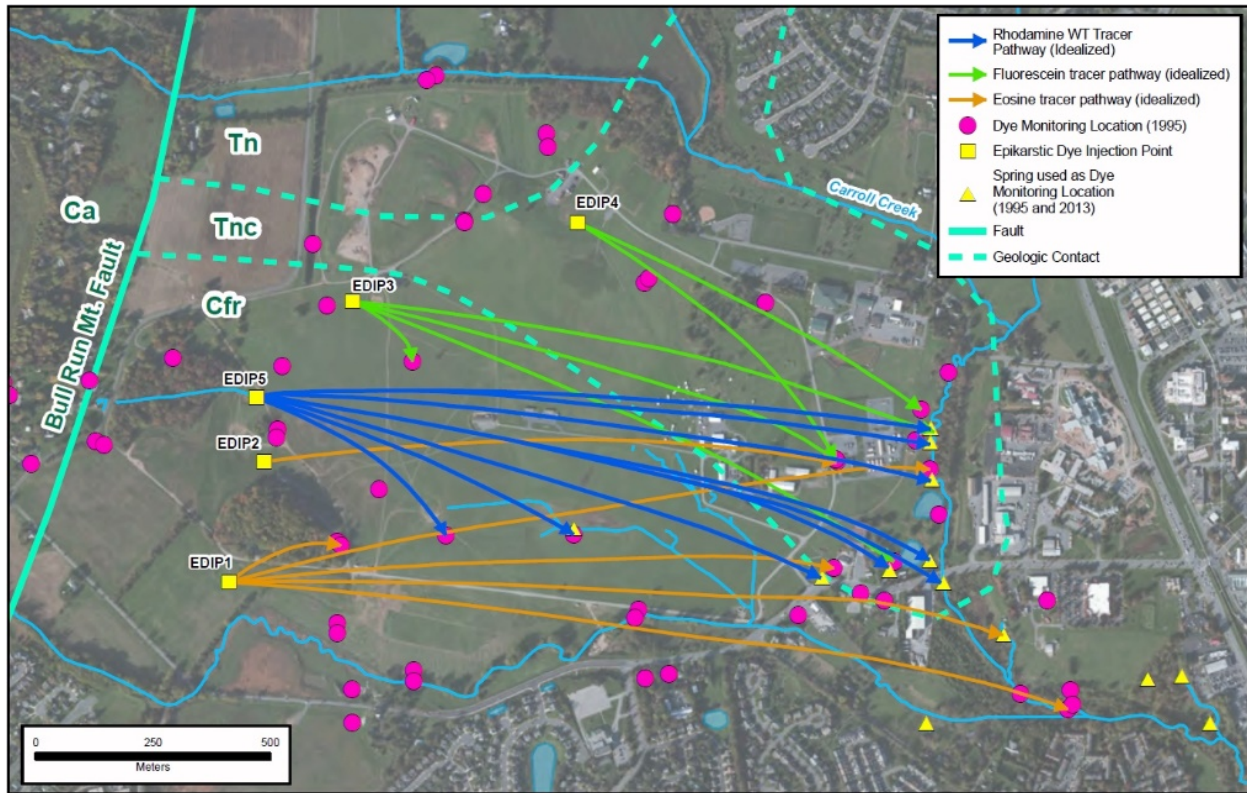 Rhodamine WT Tracer
Pathway (Idealized)
Fluorescein tracer pathway (idealized)
Eosine tracer pathway (idealized)
Dye Monitoring Location (1995)
Epikarstic Dye Injection Point
Spring used as Dye
Monitoring Location
(1995 and 2013)
Fault
Geologic Contact
Tn
Ca
Tnc
Cfr
Bull Run Mt. Fault
Carroll Creek
EDIP4
EDIP3
EDIP5
EDIP2
EDIP1
0 250 500
Meters